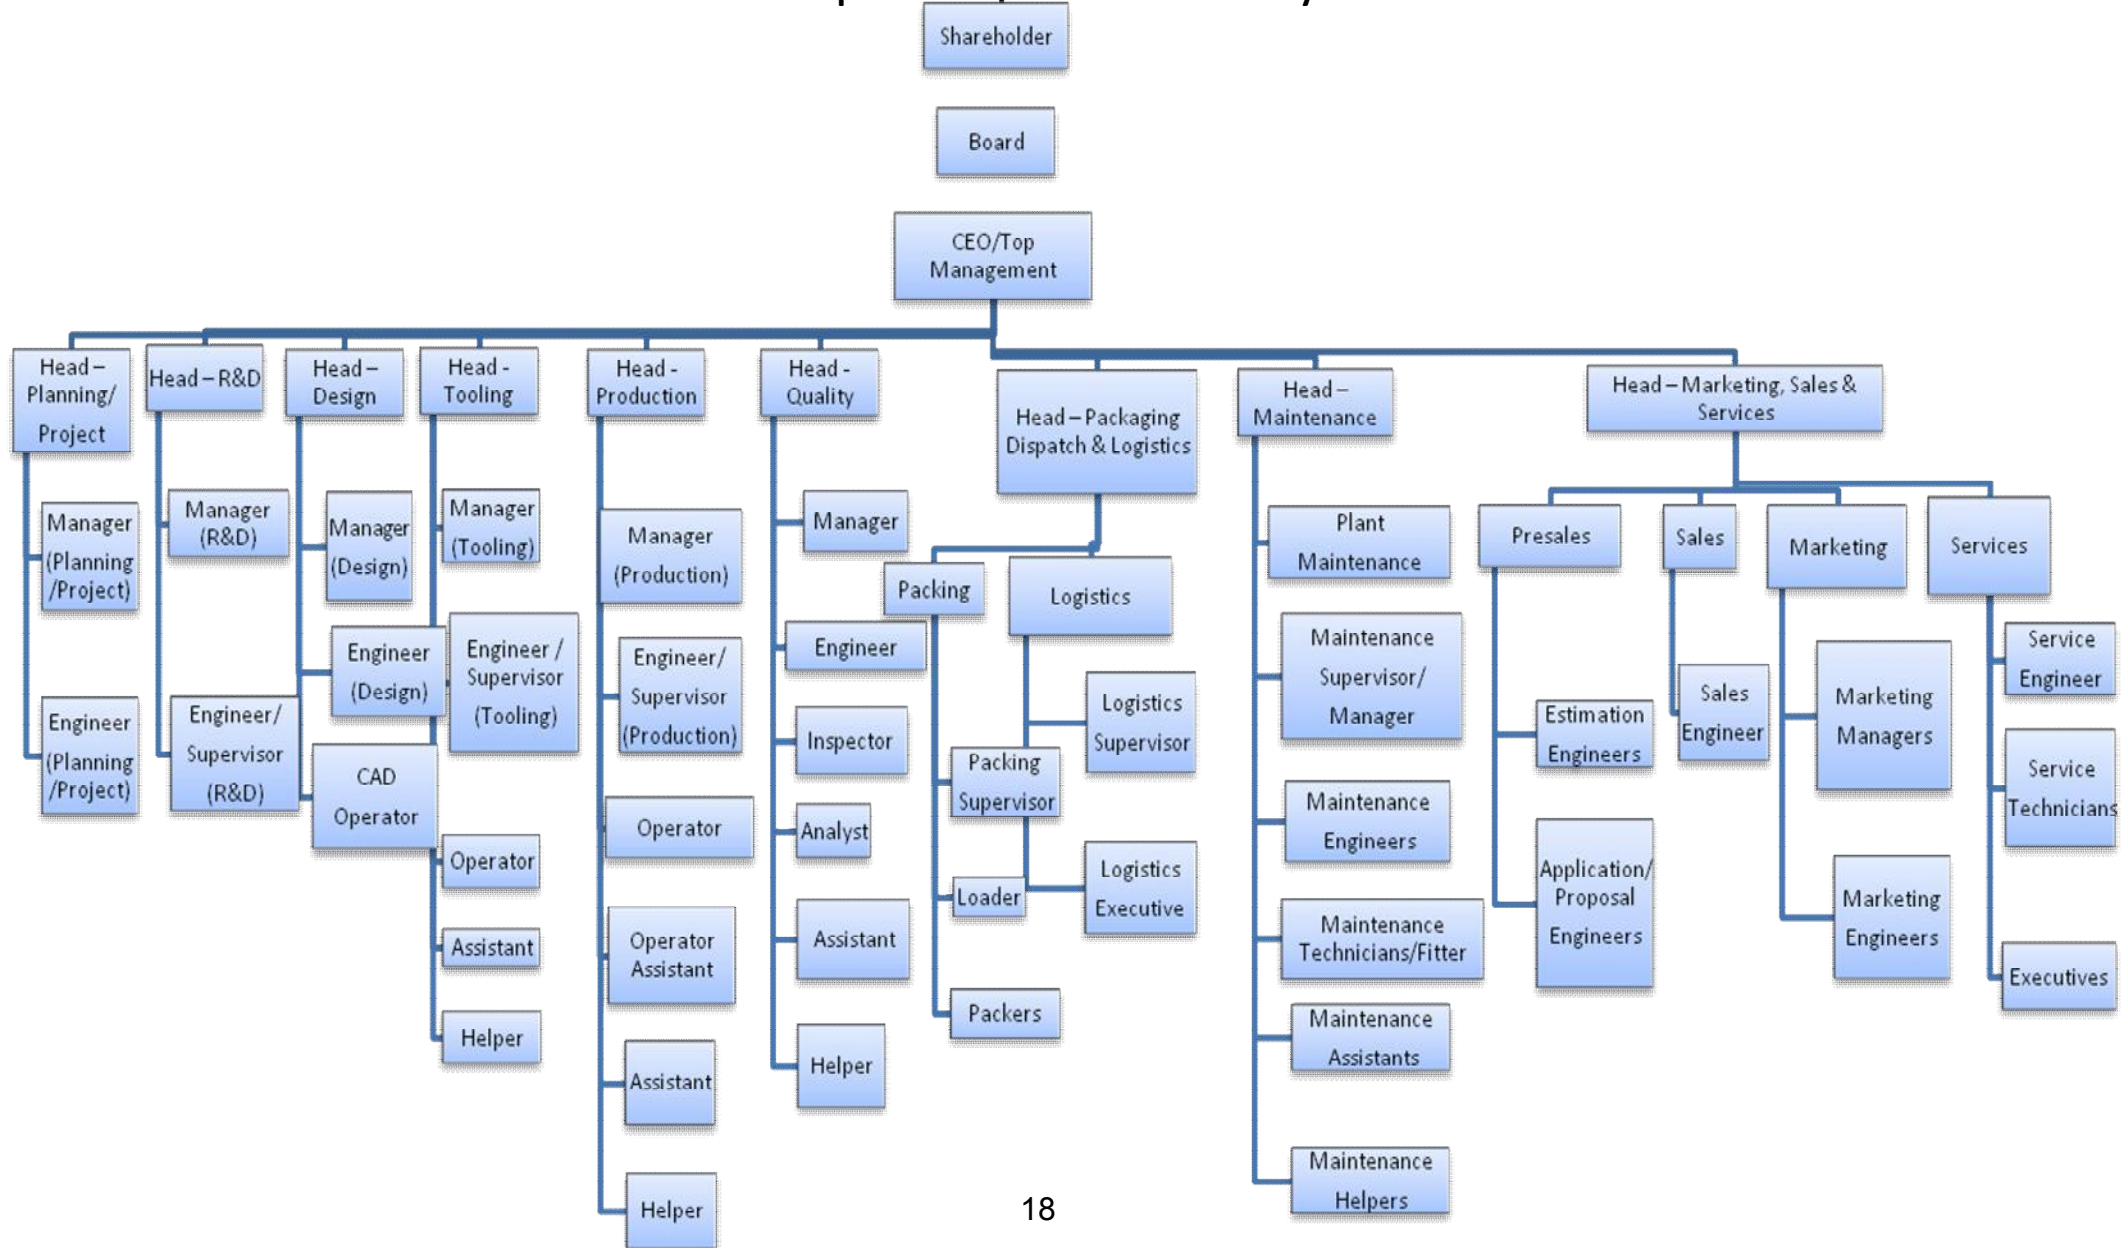 Shareholder
Board
CEO/Top
Management
Head –
Planning/
Project
Manager
(Planning
/Project)
Engineer
(Planning
/Project)
Head – R&D
Manager
(R&D)
Engineer/
Supervisor
(R&D)
Head –
Design
Manager
(Design)
Engineer
(Design)
CAD
Operator
Head -
Tooling
Manager
(Tooling)
Engineer /
Supervisor
(Tooling)
Operator
Assistant
Helper
Head -
Production
Manager
(Production)
Engineer/
Supervisor
(Production)
Operator
Operator
Assistant
Assistant
Helper
Head -
Quality
Manager
Engineer
Inspector
Analyst
Assistant
Helper
Head – Packaging
Dispatch & Logistics
Packing
Packing
Supervisor
Loader
Packers
Logistics
Logistics
Supervisor
Logistics
Executive
Head –
Maintenance
Plant
Maintenance
Maintenance
Supervisor/
Manager
Maintenance
Engineers
Maintenance
Technicians/Fitter
Maintenance
Assistants
Maintenance
Helpers
Head – Marketing, Sales &
Services
Presales
Estimation
Engineers
Application/
Proposal
Engineers
Sales
Sales
Engineer
Marketing
Marketing
Managers
Marketing
Engineers
Services
Service
Engineer
Service
Technicians
Executives
18